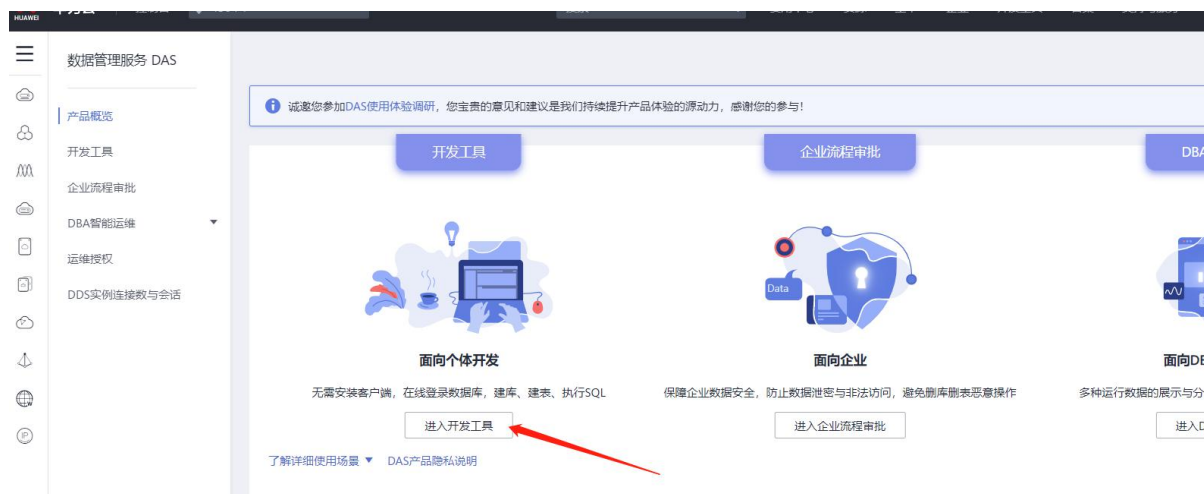 HUAWEI
数据管理服务 DAS
产品概览
开发工具
企业流程审批
DBA智能运维
运维授权
DDS实例连接数与会话
诚邀您参加DAS使用体验调研，您宝贵的意见和建议是我们持续提升产品体验的源动力，感谢您的参与！
开发工具
企业流程审批
DBA
Data
面向个体开发
面向企业
面向DE
无需安装客户端，在线登录数据库，建库、建表、执行SQL
保障企业数据安全，防止数据泄密与非法访问，避免删库删表恶意操作
多种运行数据的展示与分
进入开发工具
进入企业流程审批
进入D
了解详细使用场景
DAS产品隐私说明
IP